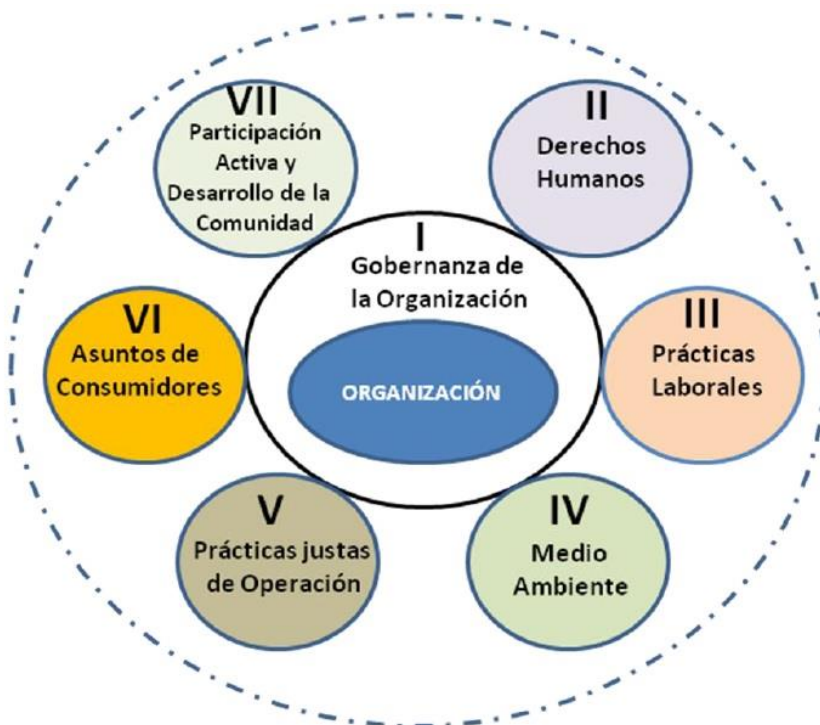 I
Gobernanza de
la Organización
ORGANIZACIÓN
II
Derechos
Humanos
III
Prácticas
Laborales
IV
Medio
Ambiente
V
Prácticas justas
de Operación
VI
Asuntos de
Consumidores
VII
Participación
Activa y
Desarrollo de la
Comunidad